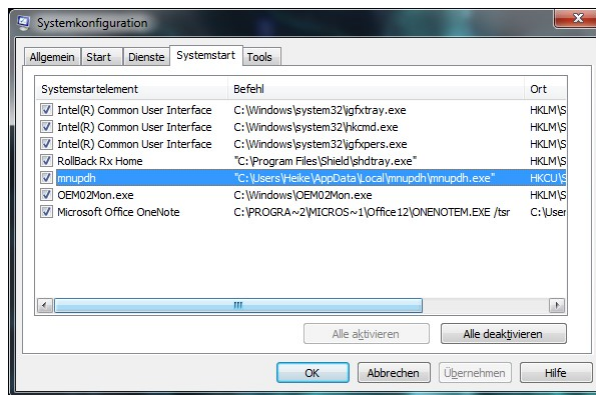 Systemkonfiguration
Allgemein Start Dienste Systemstart Tools
Systemstartelement Befehl Ort
Intel(R) Common User Interface C:\Windows\system32\igfxtray.exe HKLM\S
Intel(R) Common User Interface C:\Windows\system32\hkcmd.exe HKLM\S
Intel(R) Common User Interface C:\Windows\system32\igfxpers.exe HKLM\S
RollBack Rx Home "C:\Program Files\Shield\shdtray.exe" HKLM\S
mnupdh "C:\Users\Heike\AppData\Local\mnupdh\mnupdh.exe" HKCU\S
OEM02Mon.exe C:\Windows\OEM02Mon.exe HKLM\S
Microsoft Office OneNote C:\PROGRA~2\MICROS~1\Office12\ONENOTEM.EXE /tsr C:\User
Alle aktivieren Alle deaktivieren
OK Abbrechen Übernehmen Hilfe